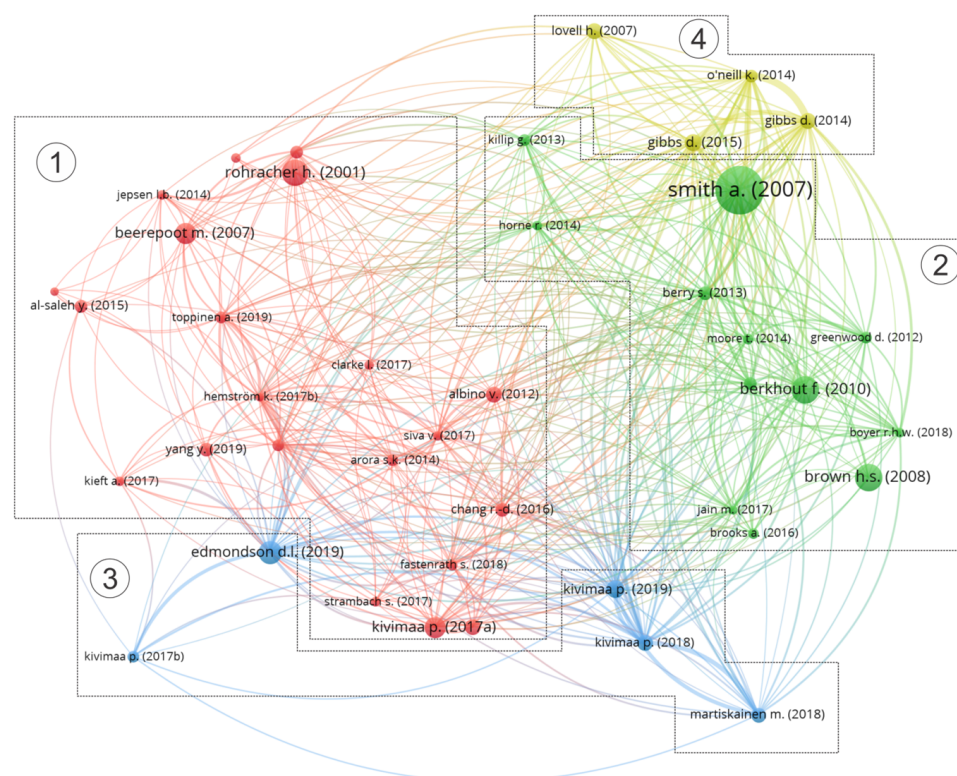 lovell h. (2007)
4
o'neill k. (2014)
gibbs d. (2014)
killip g. (2013)
gibbs d. (2015)
1
rohracher h. (2001)
smith a. (2007)
jepsen l.b. (2014)
beerepoot m. (2007)
horne r. (2014)
2
berry s. (2013)
al-saleh y. (2015)
toppinen a. (2019)
moore t. (2014)
greenwood d. (2012)
clarke l. (2017)
berkhout f. (2010)
hemström k. (2017b)
albino v. (2012)
siva v. (2017)
boyer r.h.w. (2018)
yang y. (2019)
arora s.k. (2014)
kieft a. (2017)
brown h.s. (2008)
chang r.-d. (2016)
jain m. (2017)
brooks a. (2016)
edmondson d.l. (2019)
fastenrath s. (2018)
3
kivimaa p. (2019)
strambach s. (2017)
kivimaa p. (2017a)
kivimaa p. (2018)
kivimaa p. (2017b)
martiskainen m. (2018)